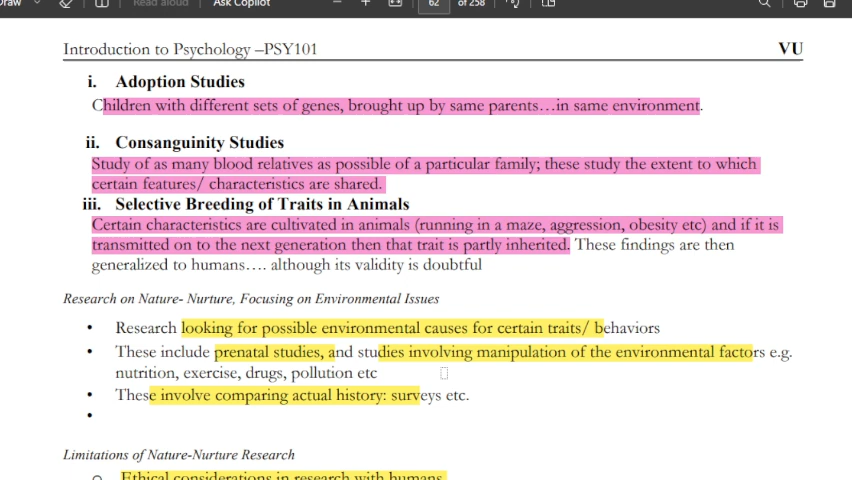 Draw Read aloud Ask Copilot 62 of 258
Introduction to Psychology –PSY101 VU
i. Adoption Studies
Children with different sets of genes, brought up by same parents…in same environment.
ii. Consanguinity Studies
Study of as many blood relatives as possible of a particular family; these study the extent to which
certain features/ characteristics are shared.
iii. Selective Breeding of Traits in Animals
Certain characteristics are cultivated in animals (running in a maze, aggression, obesity etc) and if it is
transmitted on to the next generation then that trait is partly inherited. These findings are then
generalized to humans…. although its validity is doubtful
Research on Nature- Nurture, Focusing on Environmental Issues
• Research looking for possible environmental causes for certain traits/ behaviors
• These include prenatal studies, and studies involving manipulation of the environmental factors e.g.
nutrition, exercise, drugs, pollution etc
• These involve comparing actual history: surveys etc.
•
Limitations of Nature-Nurture Research
o Ethical considerations in research with humans